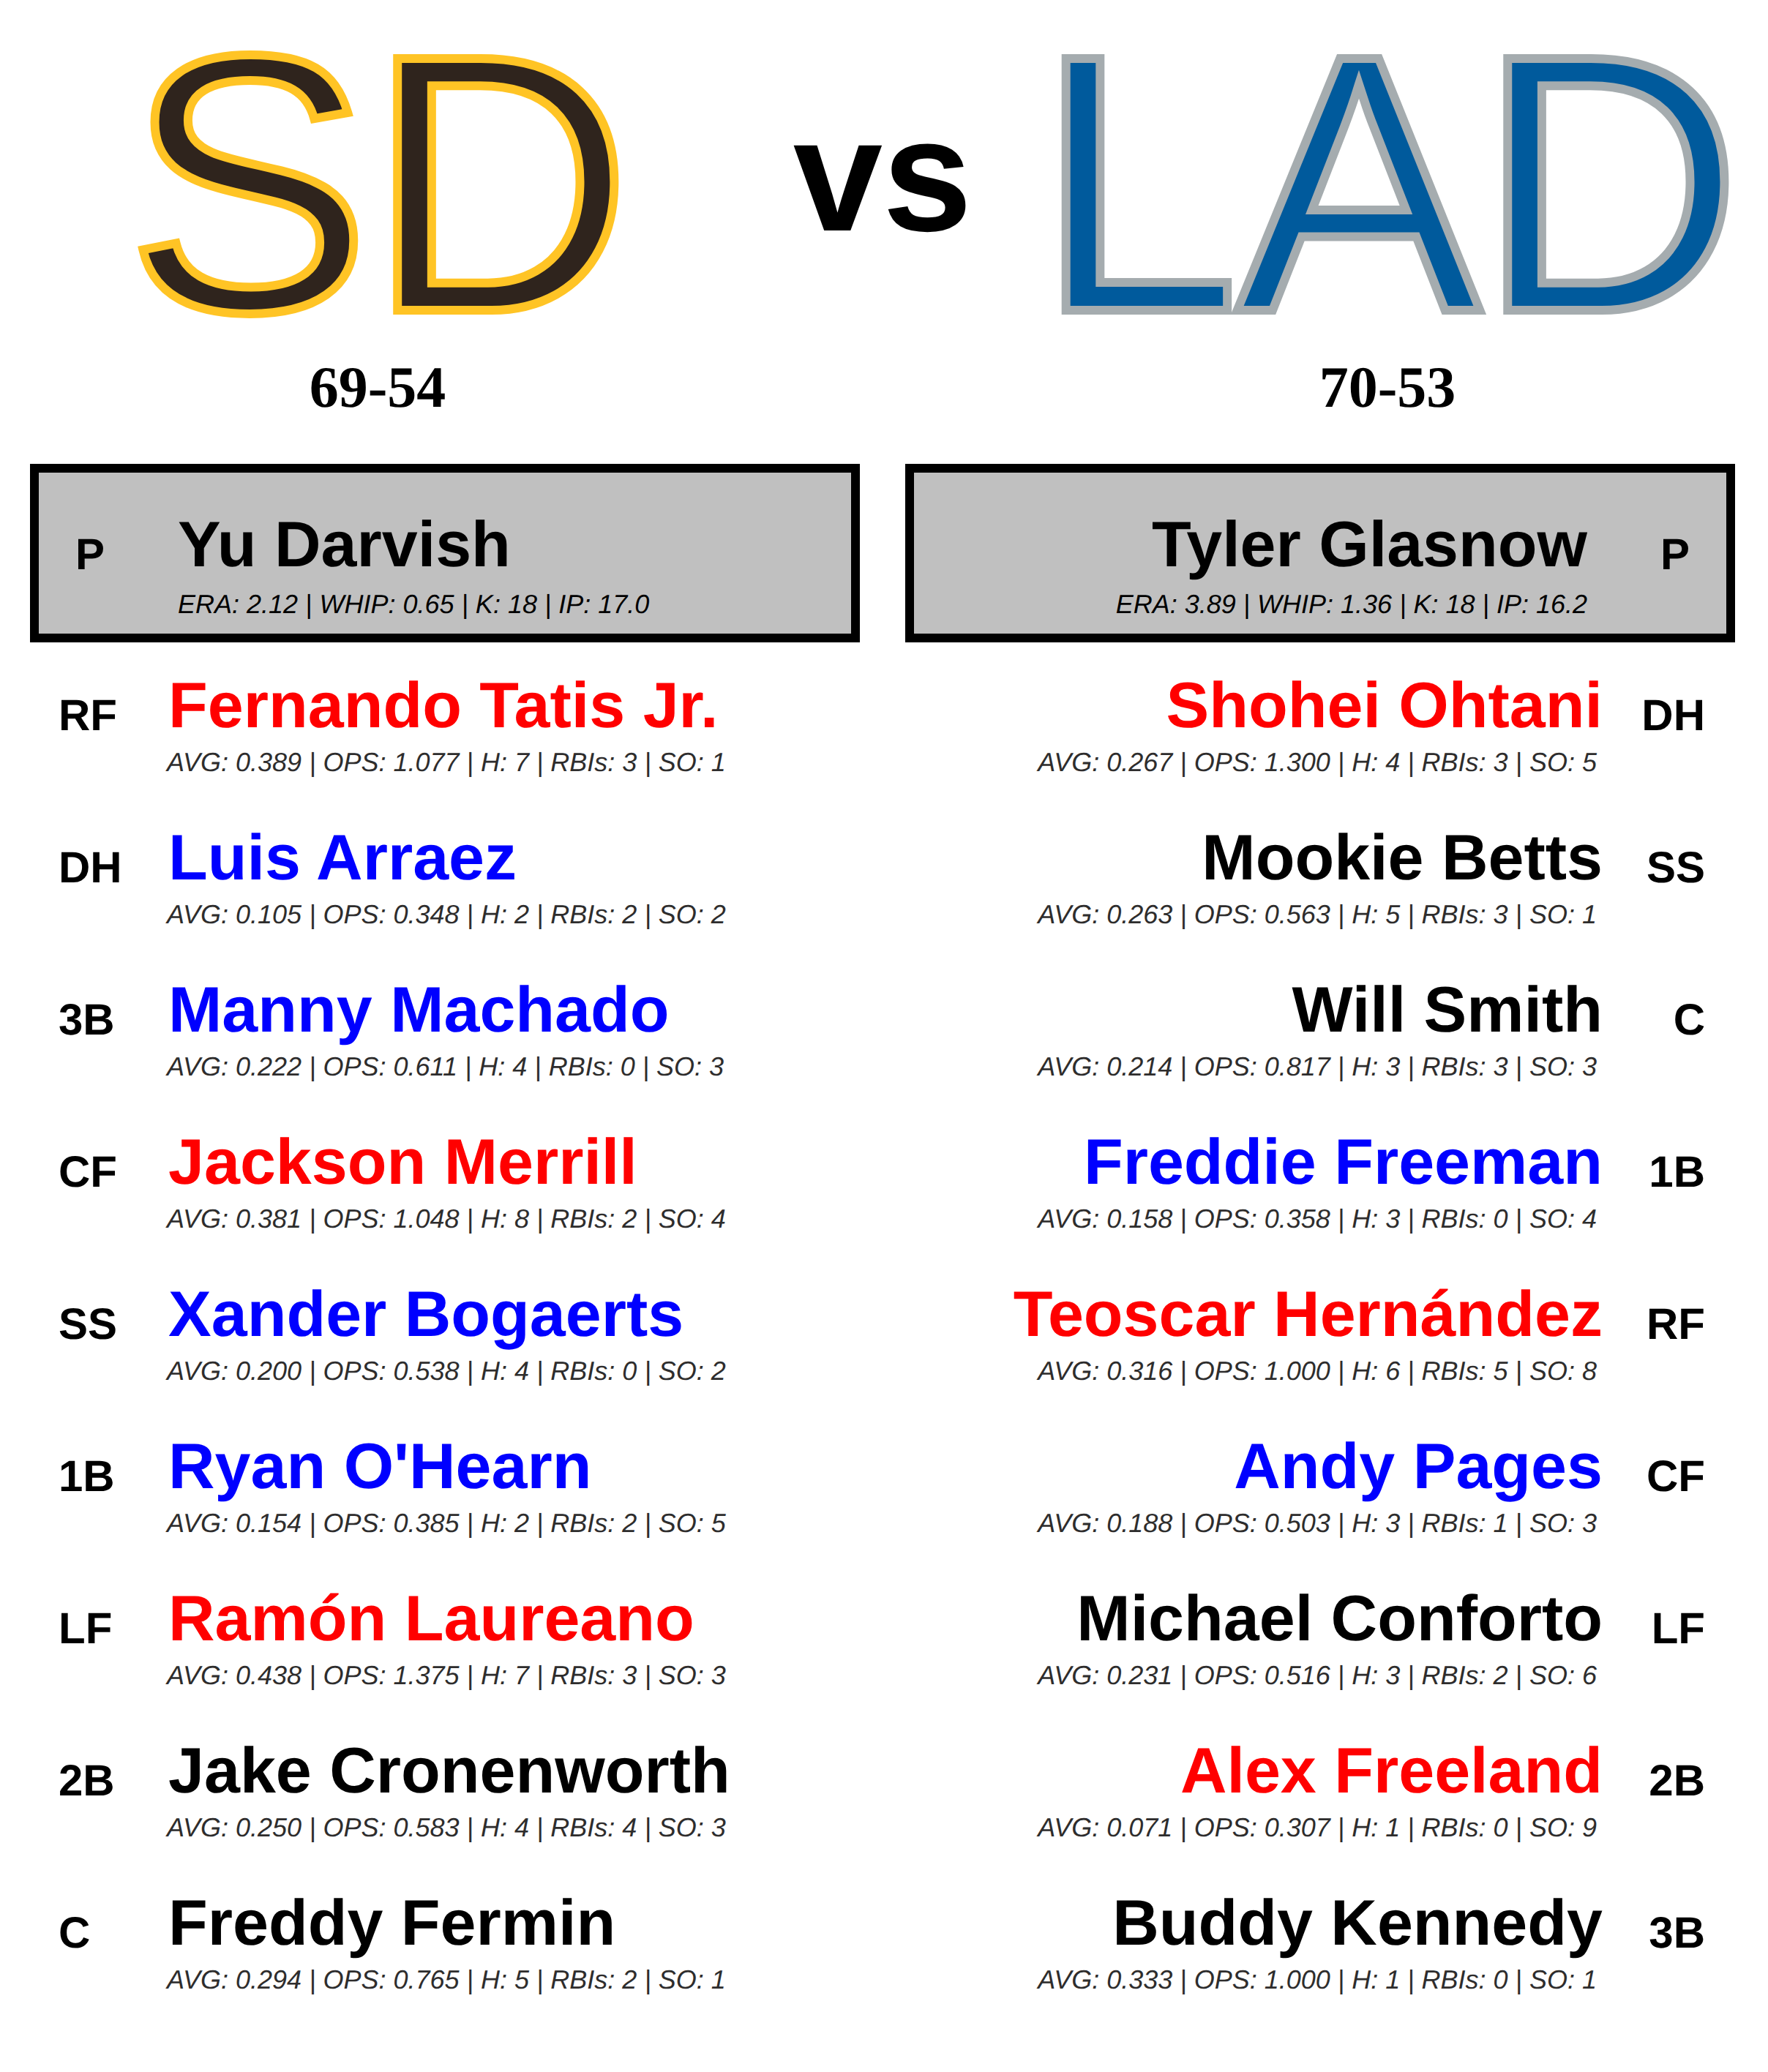 SD vs LAD
69-54 70-53
P Yu Darvish
ERA: 2.12 | WHIP: 0.65 | K: 18 | IP: 17.0
Tyler Glasnow P
ERA: 3.89 | WHIP: 1.36 | K: 18 | IP: 16.2
RF Fernando Tatis Jr.
AVG: 0.389 | OPS: 1.077 | H: 7 | RBIs: 3 | SO: 1
DH Luis Arraez
AVG: 0.105 | OPS: 0.348 | H: 2 | RBIs: 2 | SO: 2
3B Manny Machado
AVG: 0.222 | OPS: 0.611 | H: 4 | RBIs: 0 | SO: 3
CF Jackson Merrill
AVG: 0.381 | OPS: 1.048 | H: 8 | RBIs: 2 | SO: 4
SS Xander Bogaerts
AVG: 0.200 | OPS: 0.538 | H: 4 | RBIs: 0 | SO: 2
1B Ryan O'Hearn
AVG: 0.154 | OPS: 0.385 | H: 2 | RBIs: 2 | SO: 5
LF Ramón Laureano
AVG: 0.438 | OPS: 1.375 | H: 7 | RBIs: 3 | SO: 3
2B Jake Cronenworth
AVG: 0.250 | OPS: 0.583 | H: 4 | RBIs: 4 | SO: 3
C Freddy Fermin
AVG: 0.294 | OPS: 0.765 | H: 5 | RBIs: 2 | SO: 1
Shohei Ohtani DH
AVG: 0.267 | OPS: 1.300 | H: 4 | RBIs: 3 | SO: 5
Mookie Betts SS
AVG: 0.263 | OPS: 0.563 | H: 5 | RBIs: 3 | SO: 1
Will Smith C
AVG: 0.214 | OPS: 0.817 | H: 3 | RBIs: 3 | SO: 3
Freddie Freeman 1B
AVG: 0.158 | OPS: 0.358 | H: 3 | RBIs: 0 | SO: 4
Teoscar Hernández RF
AVG: 0.316 | OPS: 1.000 | H: 6 | RBIs: 5 | SO: 8
Andy Pages CF
AVG: 0.188 | OPS: 0.503 | H: 3 | RBIs: 1 | SO: 3
Michael Conforto LF
AVG: 0.231 | OPS: 0.516 | H: 3 | RBIs: 2 | SO: 6
Alex Freeland 2B
AVG: 0.071 | OPS: 0.307 | H: 1 | RBIs: 0 | SO: 9
Buddy Kennedy 3B
AVG: 0.333 | OPS: 1.000 | H: 1 | RBIs: 0 | SO: 1